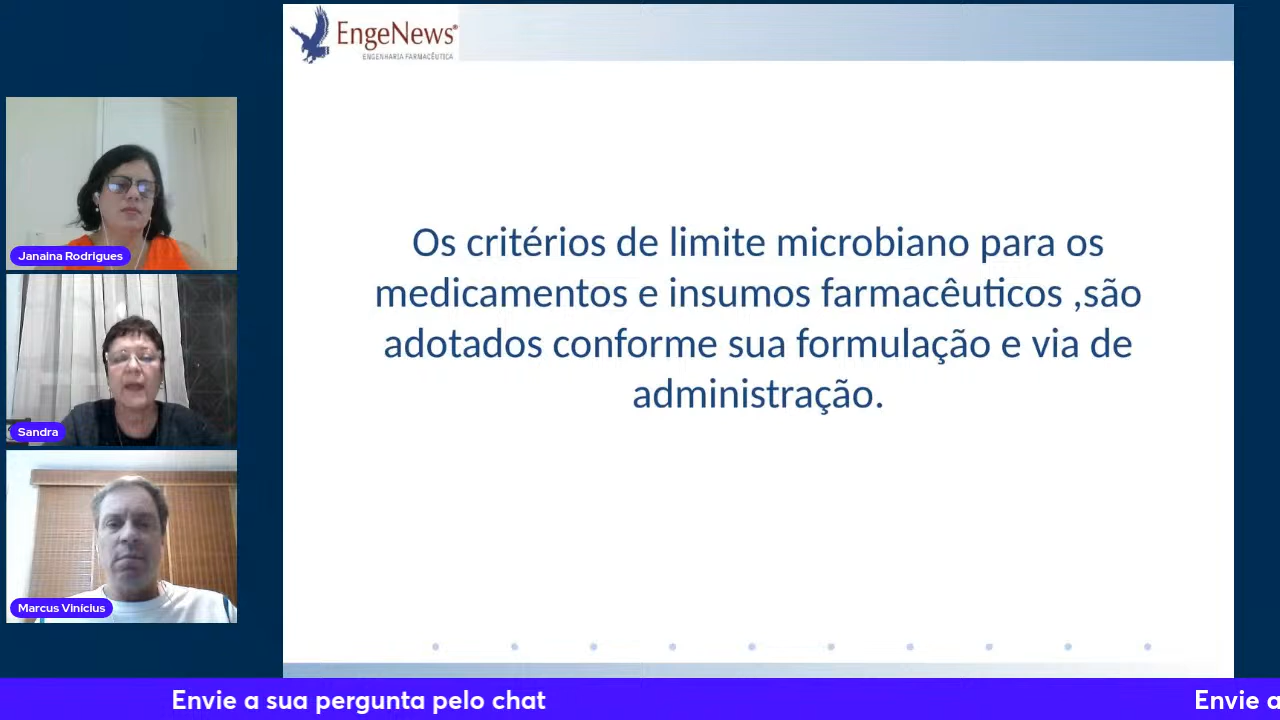 EngeNews®
ENGENHARIA FARMACÊUTICA
Os critérios de limite microbiano para os
medicamentos e insumos farmacêuticos ,são
adotados conforme sua formulação e via de
administração.
Janaina Rodrigues
Sandra
Marcus Vinícius
Envie a sua pergunta pelo chat
Envie a